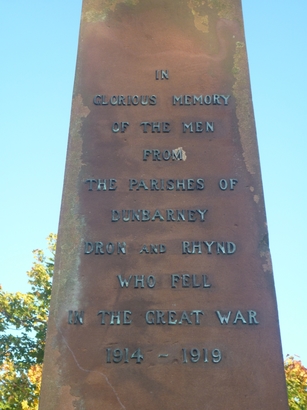 IN
GLORIOUS MEMORY
OF THE MEN
FROM
THE PARISHES OF
DUNBARNEY
DRON AND RHYND
WHO FELL
IN THE GREAT WAR
1914 - 1919